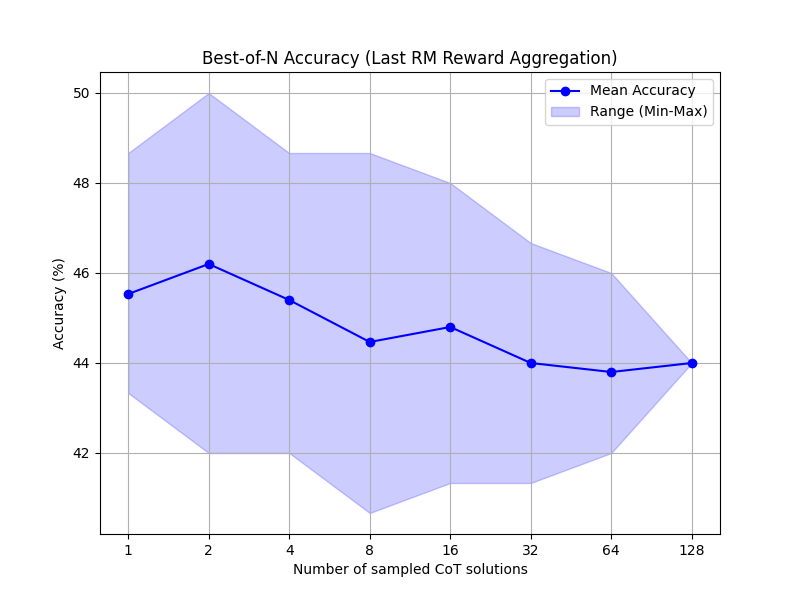 Best-of-N Accuracy (Last RM Reward Aggregation)
Mean Accuracy
Range (Min-Max)
Accuracy (%)
50
48
46
44
42
1 2 4 8 16 32 64 128
Number of sampled CoT solutions